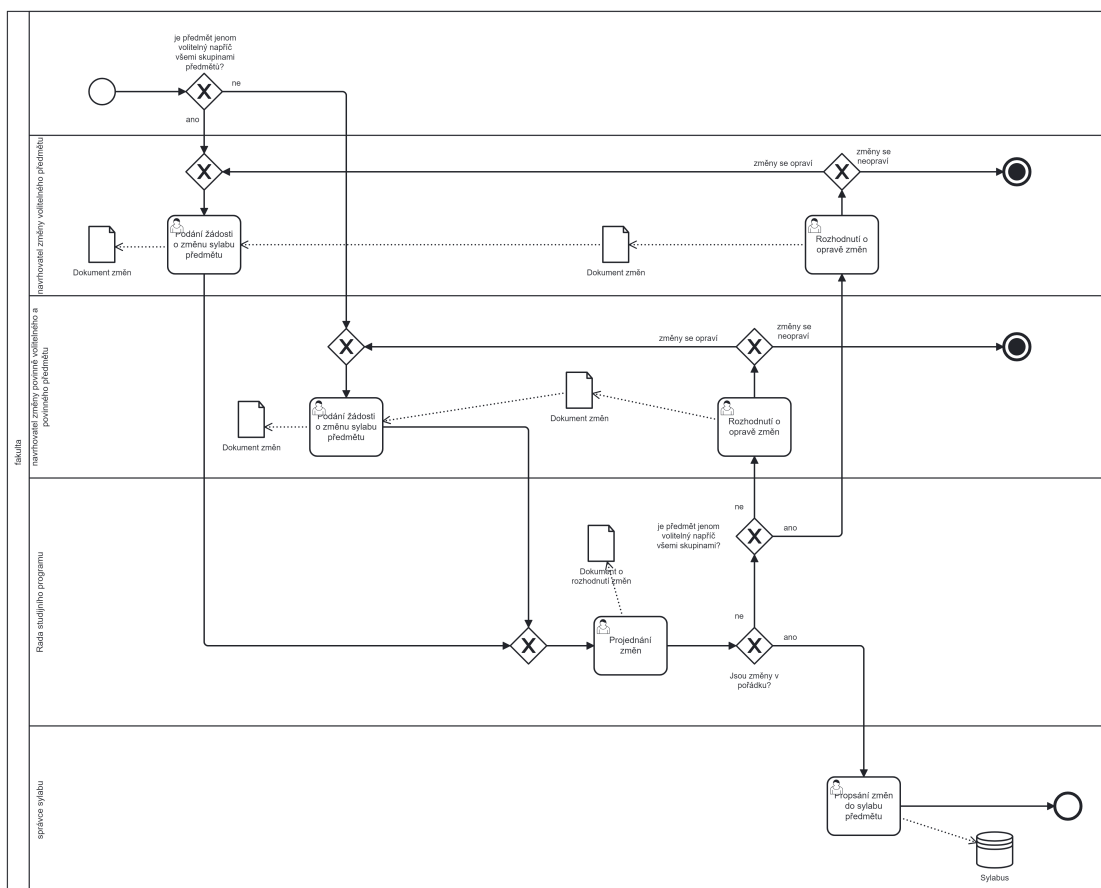 je předmět jenom
volitelný napříč
všemi skupinami
předmětů?
ne
ano
navrhovatel změny volitelného předmětu
změny se opraví
změny se
neopraví
Podání žádosti
o změnu sylabu
předmětu
Dokument změn
Dokument změn
Rozhodnutí o
opravě změn
fakulta
navrhovatel změny povinně volitelného a
povinného předmětu
změny se opraví
změny se
neopraví
Podání žádosti
o změnu sylabu
předmětu
Dokument změn
Dokument změn
Rozhodnutí o
opravě změn
Rada studijního programu
ne
je předmět jenom
volitelný napříč
všemi skupinami?
ano
Dokument o
rozhodnutí změn
ne
Projednání
změn
ano
Jsou změny v
pořádku?
správce sylabu
Propsání změn
do sylabu
předmětu
Sylabus